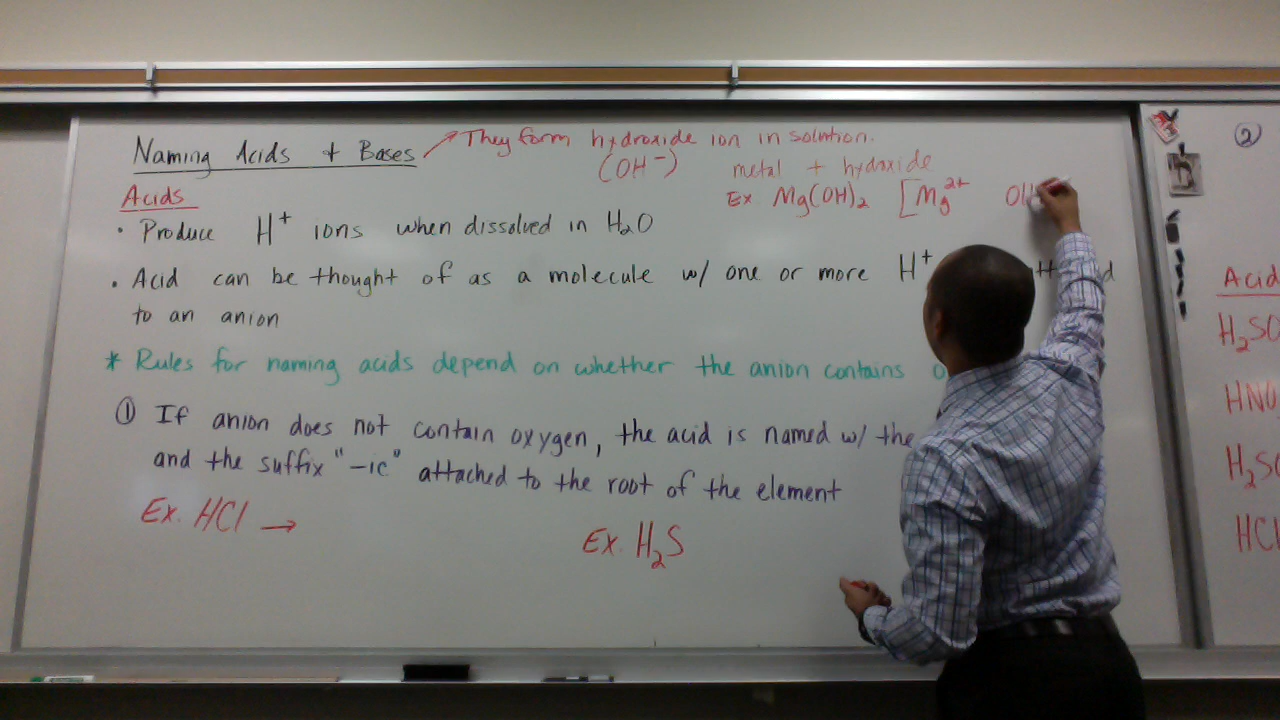 Naming Acids + Bases
They form hydroxide ion in solution.
(OH⁻)
metal + hydroxide
Ex Mg(OH)₂ [Mg²⁺ OH
Acids
• Produce H⁺ ions when dissolved in H₂O
• Acid can be thought of as a molecule w/ one or more H⁺
to an anion
* Rules for naming acids depend on whether the anion contains
① If anion does not contain oxygen, the acid is named w/ the
and the suffix "-ic" attached to the root of the element
Ex. HCl →
Ex. H₂S
②
Acid
H₂S
HN
H₂S
HCl